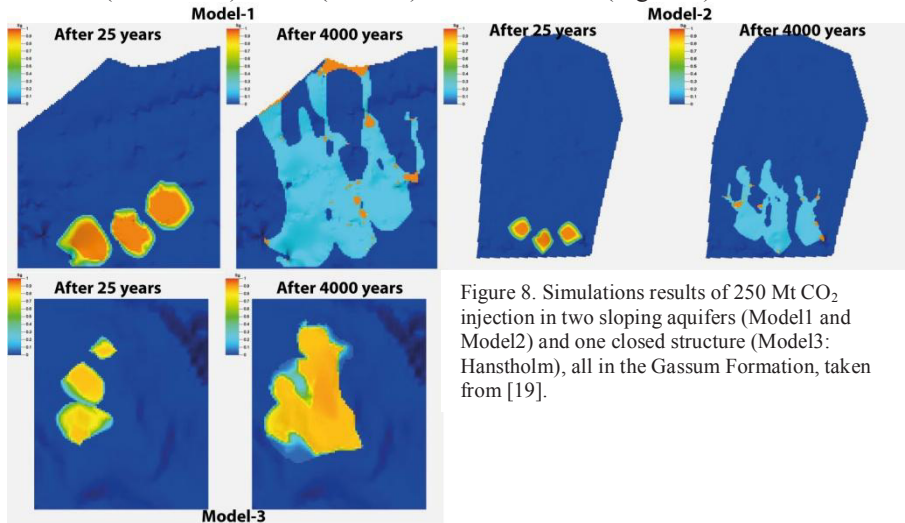 Model-1
Model-2
After 25 years
After 4000 years
After 25 years
After 4000 years
After 25 years
After 4000 years
Model-3
Figure 8. Simulations results of 250 Mt CO₂
injection in two sloping aquifers (Model1 and
Model2) and one closed structure (Model3:
Hanstholm), all in the Gassum Formation, taken
from [19].